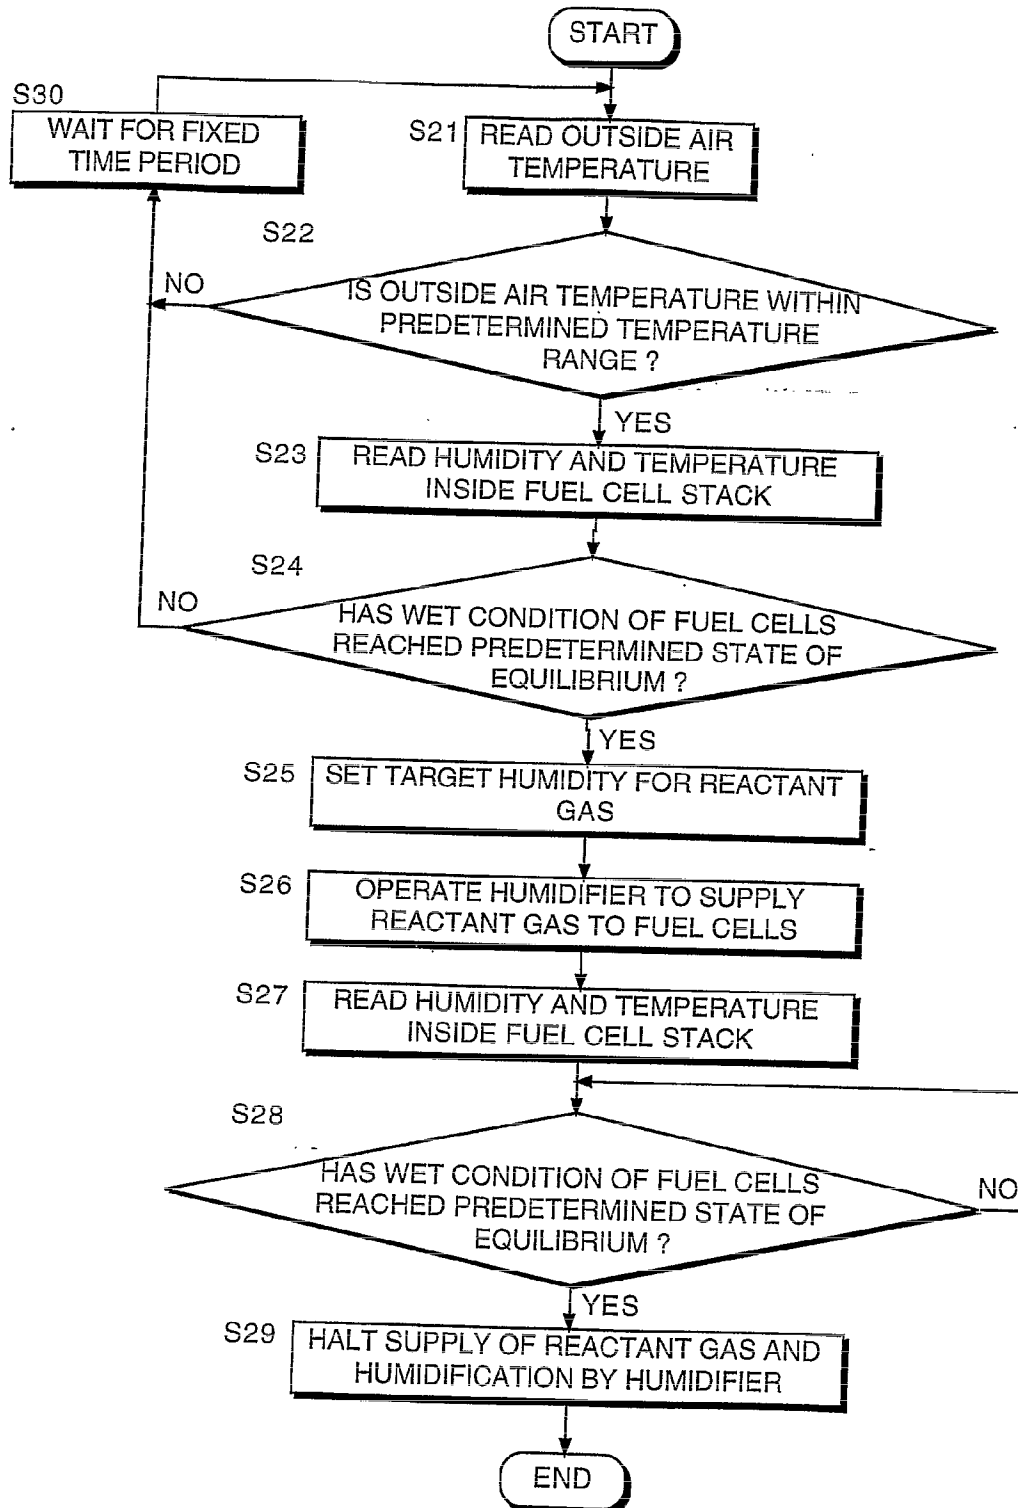 START
S30
WAIT FOR FIXED
TIME PERIOD
S21
READ OUTSIDE AIR
TEMPERATURE
S22
NO
IS OUTSIDE AIR TEMPERATURE WITHIN
PREDETERMINED TEMPERATURE
RANGE ?
YES
S23
READ HUMIDITY AND TEMPERATURE
INSIDE FUEL CELL STACK
S24
NO
HAS WET CONDITION OF FUEL CELLS
REACHED PREDETERMINED STATE OF
EQUILIBRIUM ?
YES
S25
SET TARGET HUMIDITY FOR REACTANT
GAS
S26
OPERATE HUMIDIFIER TO SUPPLY
REACTANT GAS TO FUEL CELLS
S27
READ HUMIDITY AND TEMPERATURE
INSIDE FUEL CELL STACK
S28
HAS WET CONDITION OF FUEL CELLS
REACHED PREDETERMINED STATE OF
EQUILIBRIUM ?
NO
YES
S29
HALT SUPPLY OF REACTANT GAS AND
HUMIDIFICATION BY HUMIDIFIER
END